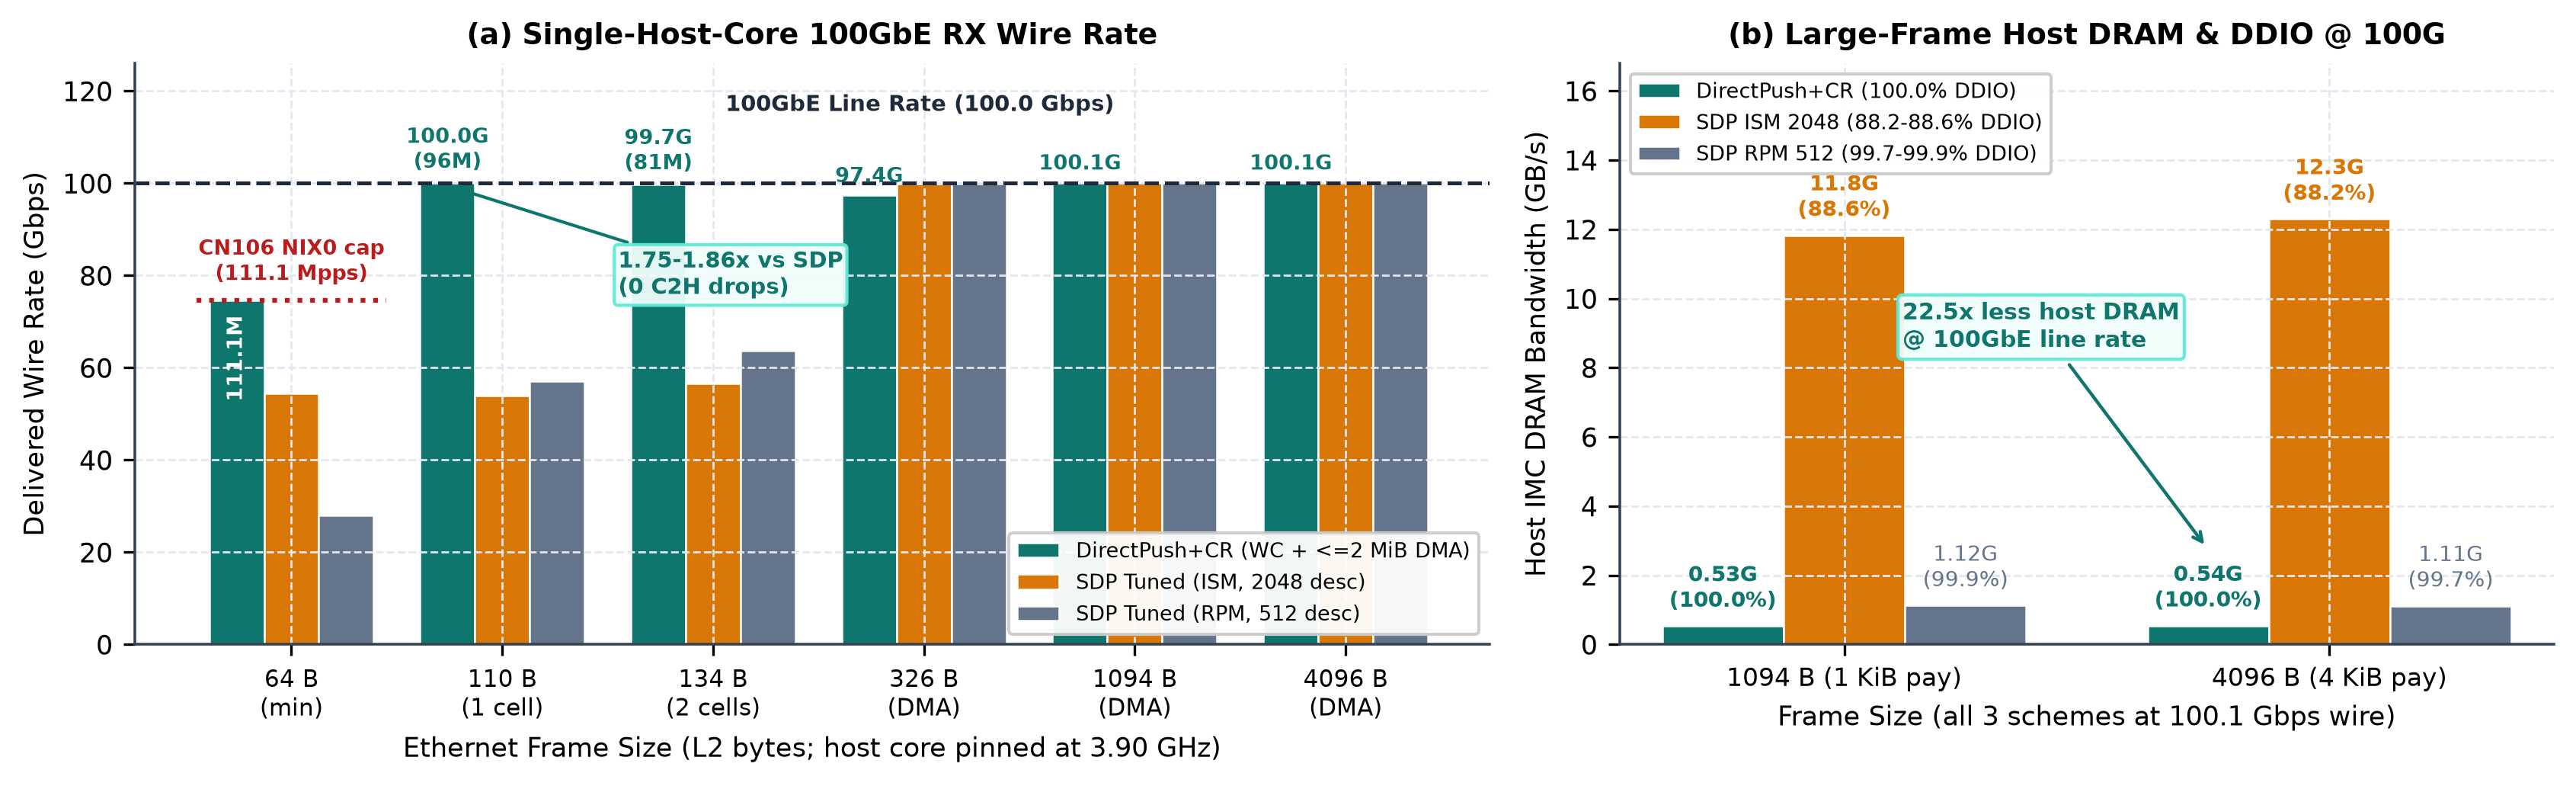 (a) Single-Host-Core 100GbE RX Wire Rate
Delivered Wire Rate (Gbps)
120
100
80
60
40
20
0
100GbE Line Rate (100.0 Gbps)
100.0G
(96M)
99.7G
(81M)
97.4G
100.1G
100.1G
CN106 NIX0 cap
(111.1 Mpps)
111.1M
1.75-1.86x vs SDP
(0 C2H drops)
DirectPush+CR (WC + <=2 MiB DMA)
SDP Tuned (ISM, 2048 desc)
SDP Tuned (RPM, 512 desc)
64 B
(min)
110 B
(1 cell)
134 B
(2 cells)
326 B
(DMA)
1094 B
(DMA)
4096 B
(DMA)
Ethernet Frame Size (L2 bytes; host core pinned at 3.90 GHz)
(b) Large-Frame Host DRAM & DDIO @ 100G
Host IMC DRAM Bandwidth (GB/s)
16
14
12
10
8
6
4
2
0
DirectPush+CR (100.0% DDIO)
SDP ISM 2048 (88.2-88.6% DDIO)
SDP RPM 512 (99.7-99.9% DDIO)
11.8G
(88.6%)
12.3G
(88.2%)
22.5x less host DRAM
@ 100GbE line rate
0.53G
(100.0%)
1.12G
(99.9%)
0.54G
(100.0%)
1.11G
(99.7%)
1094 B (1 KiB pay)
4096 B (4 KiB pay)
Frame Size (all 3 schemes at 100.1 Gbps wire)